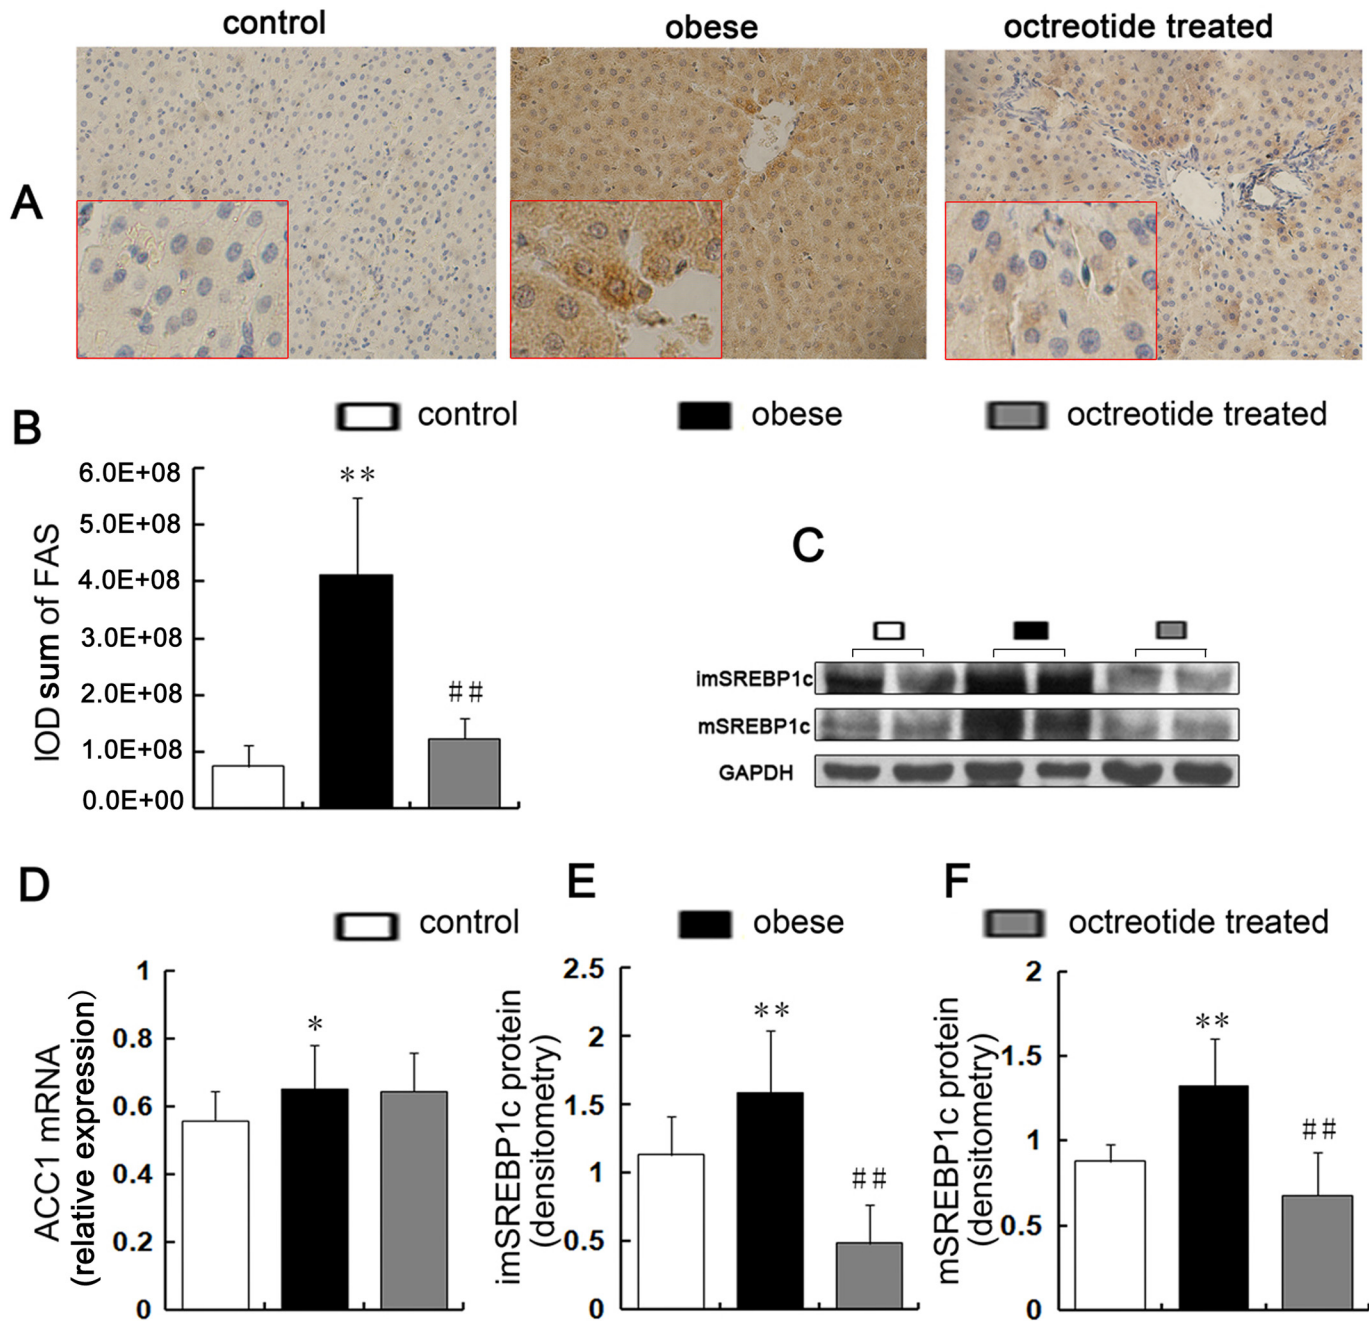 control
obese
octreotide treated
A
control
obese
octreotide treated
B
6.0E+08
5.0E+08
4.0E+08
3.0E+08
2.0E+08
1.0E+08
0.0E+00
IOD sum of FAS
**
##
C
imSREBP1c
mSREBP1c
GAPDH
D
E
F
control
obese
octreotide treated
1
0.8
0.6
0.4
0.2
0
ACC1 mRNA
(relative expression)
*
2.5
2
1.5
1
0.5
0
imSREBP1c protein
(densitometry)
**
##
2
1.5
1
0.5
0
mSREBP1c protein
(densitometry)
**
##